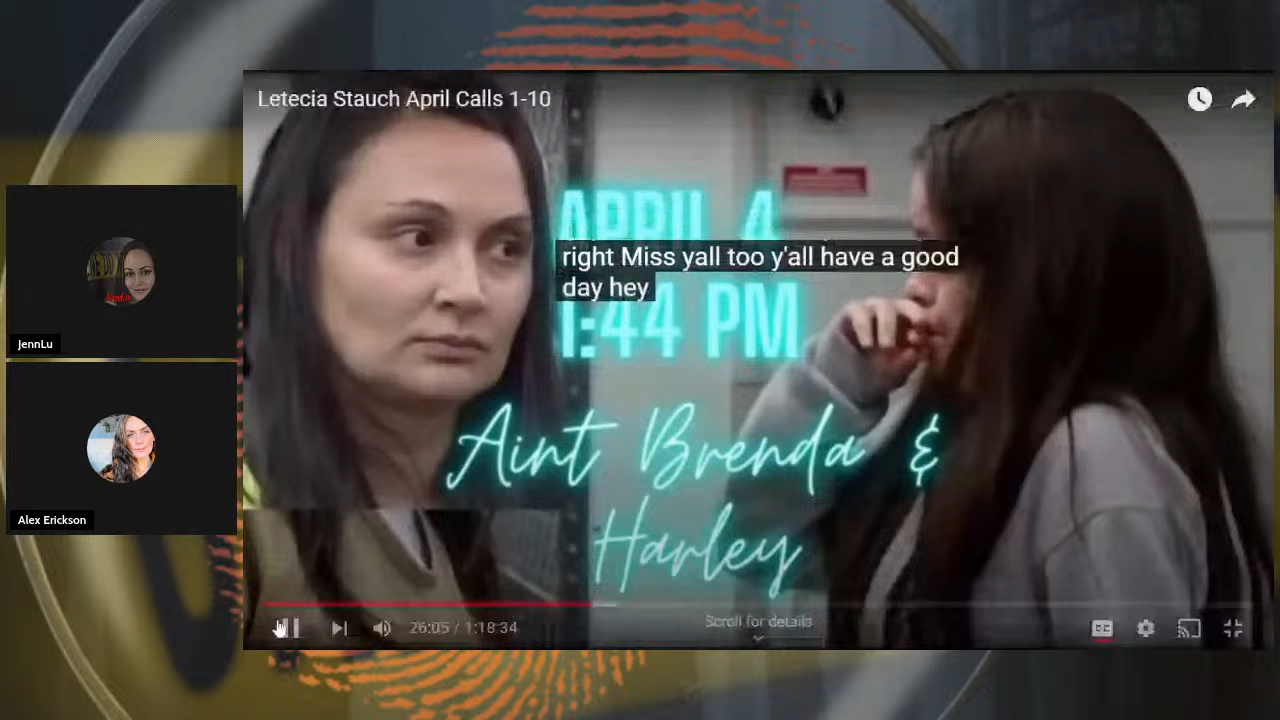 Letecia Stauch April Calls 1-10
APRIL 4
right Miss yall too y'all have a good
day hey
1:44 PM
Aint Brenda &
Harley
JennLu
Alex Erickson
26:05 / 1:18:34
Scroll for details
CC